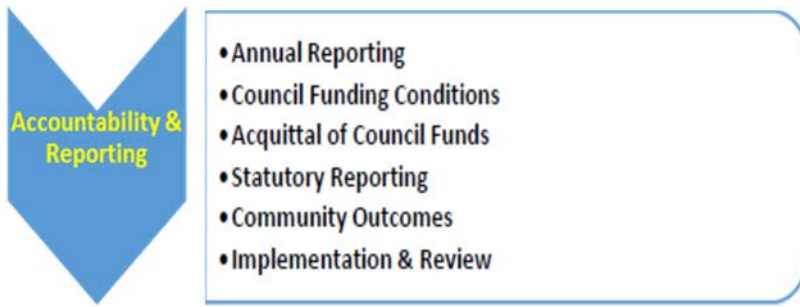 Accountability &
Reporting
•Annual Reporting
•Council Funding Conditions
•Acquittal of Council Funds
•Statutory Reporting
•Community Outcomes
•Implementation & Review